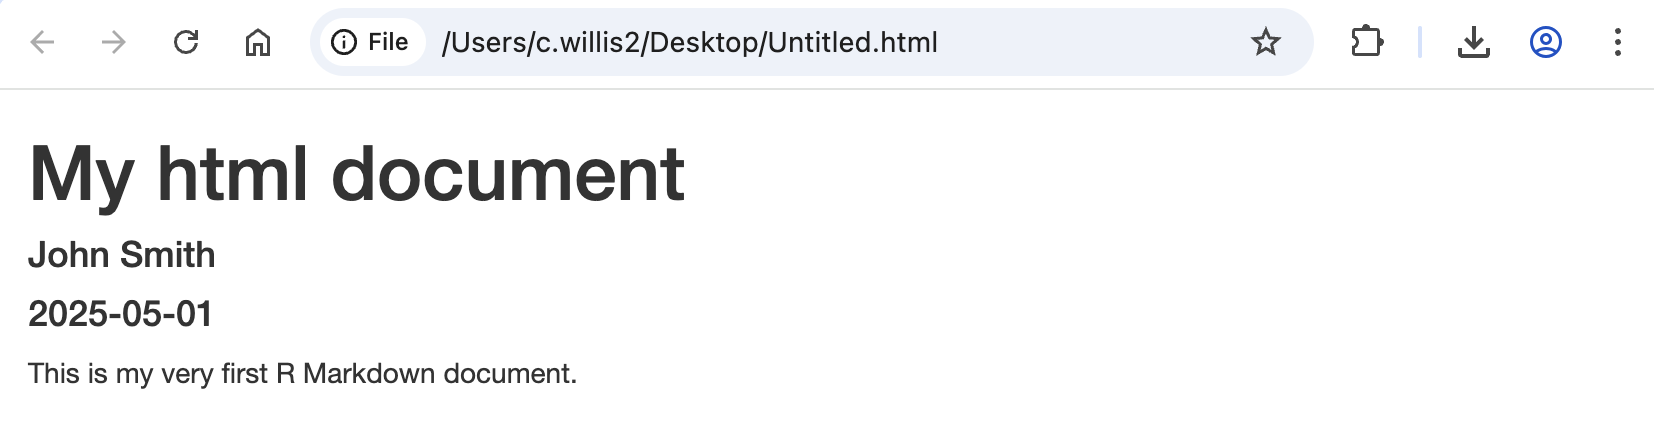 File /Users/c.willis2/Desktop/Untitled.html
My html document
John Smith
2025-05-01
This is my very first R Markdown document.